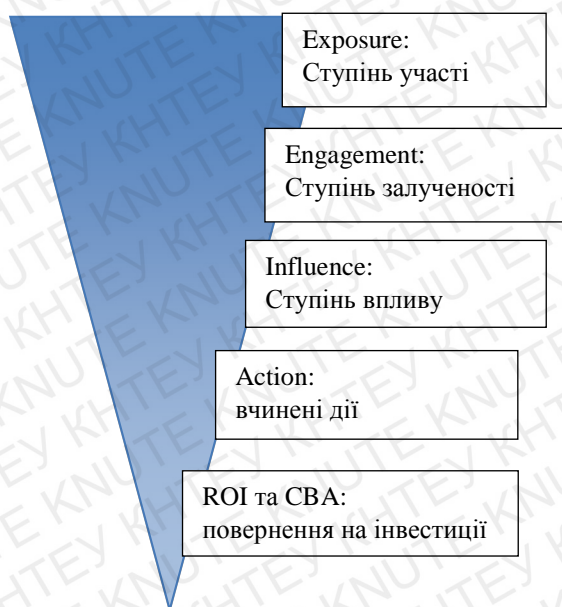 Exposure:
Ступінь участі
Engagement:
Ступінь залученості
Influence:
Ступінь впливу
Action:
вчинені дії
ROI та CBA:
повернення на інвестиції